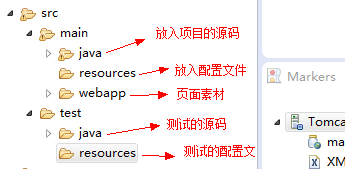 src
main
java
放入项目的源码
resources
放入配置文件
webapp
页面素材
test
java
测试的源码
resources
测试的配置文
Markers
Tomca
ma
XM